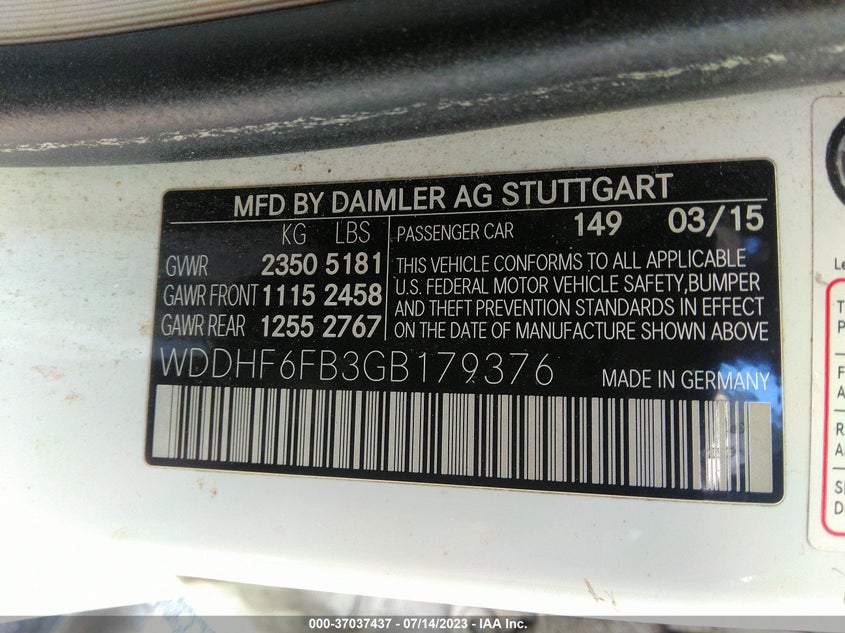 MFD BY DAIMLER AG STUTTGART
KG LBS
GVWR 2350 5181
GAWR FRONT 1115 2458
GAWR REAR 1255 2767
PASSENGER CAR 149 03/15
THIS VEHICLE CONFORMS TO ALL APPLICABLE
U.S. FEDERAL MOTOR VEHICLE SAFETY,BUMPER
AND THEFT PREVENTION STANDARDS IN EFFECT
ON THE DATE OF MANUFACTURE SHOWN ABOVE
WDDHF6FB3GB179376 MADE IN GERMANY
000-37037437 - 07/14/2023 - IAA Inc.